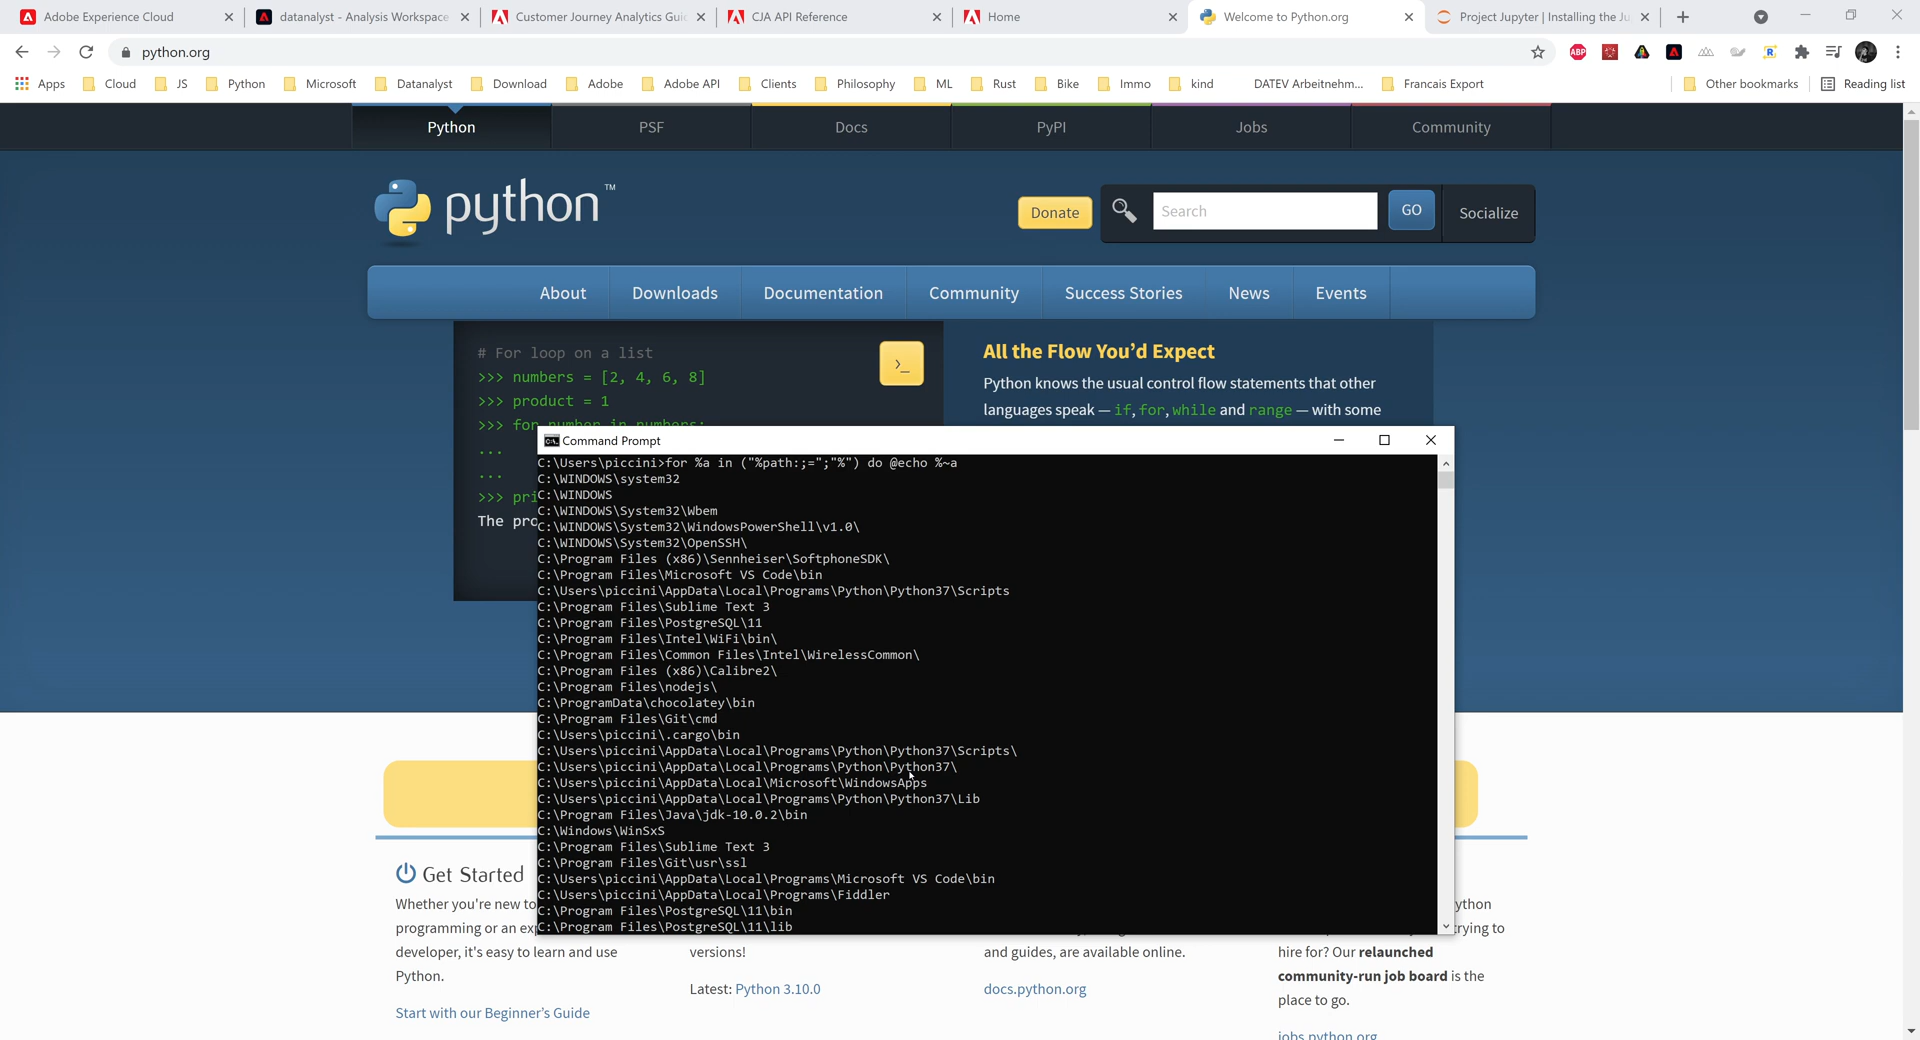 Adobe Experience Cloud
datanalyst - Analysis Workspace
Customer Journey Analytics Gui
CJA API Reference
Home
Welcome to Python.org
Project Jupyter | Installing the Ju
python.org
ABP
Apps
Cloud
JS
Python
Microsoft
Datanalyst
Download
Adobe
Adobe API
Clients
Philosophy
ML
Rust
Bike
Immo
kind
DATEV Arbeitnehm...
Francais Export
Other bookmarks
Reading list
Python
PSF
Docs
PyPI
Jobs
Community
python™
Donate
Search
GO
Socialize
About
Downloads
Documentation
Community
Success Stories
News
Events
# For loop on a list
>>> numbers = [2, 4, 6, 8]
>>> product = 1
>>> for number in numbers:
...
...
>>> pri
The pro
>_
All the Flow You'd Expect
Python knows the usual control flow statements that other
languages speak — if, for, while and range — with some
Command Prompt
C:\Users\piccini>for %a in ("%path:;=";"%") do @echo %~a
C:\WINDOWS\system32
C:\WINDOWS
C:\WINDOWS\System32\Wbem
C:\WINDOWS\System32\WindowsPowerShell\v1.0\
C:\WINDOWS\System32\OpenSSH\
C:\Program Files (x86)\Sennheiser\SoftphoneSDK\
C:\Program Files\Microsoft VS Code\bin
C:\Users\piccini\AppData\Local\Programs\Python\Python37\Scripts
C:\Program Files\Sublime Text 3
C:\Program Files\PostgreSQL\11
C:\Program Files\Intel\WiFi\bin\
C:\Program Files\Common Files\Intel\WirelessCommon\
C:\Program Files (x86)\Calibre2\
C:\Program Files\nodejs\
C:\ProgramData\chocolatey\bin
C:\Program Files\Git\cmd
C:\Users\piccini\.cargo\bin
C:\Users\piccini\AppData\Local\Programs\Python\Python37\Scripts\
C:\Users\piccini\AppData\Local\Programs\Python\Python37\
C:\Users\piccini\AppData\Local\Microsoft\WindowsApps
C:\Users\piccini\AppData\Local\Programs\Python\Python37\Lib
C:\Program Files\Java\jdk-10.0.2\bin
C:\Windows\WinSxS
C:\Program Files\Sublime Text 3
C:\Program Files\Git\usr\ssl
C:\Users\piccini\AppData\Local\Programs\Microsoft VS Code\bin
C:\Users\piccini\AppData\Local\Programs\Fiddler
C:\Program Files\PostgreSQL\11\bin
C:\Program Files\PostgreSQL\11\lib
Get Started
Whether you're new to
programming or an exp
developer, it's easy to learn and use
Python.
Start with our Beginner's Guide
versions!
Latest: Python 3.10.0
and guides, are available online.
docs.python.org
ython
trying to
hire for? Our relaunched
community-run job board is the
place to go.
jobs.python.org